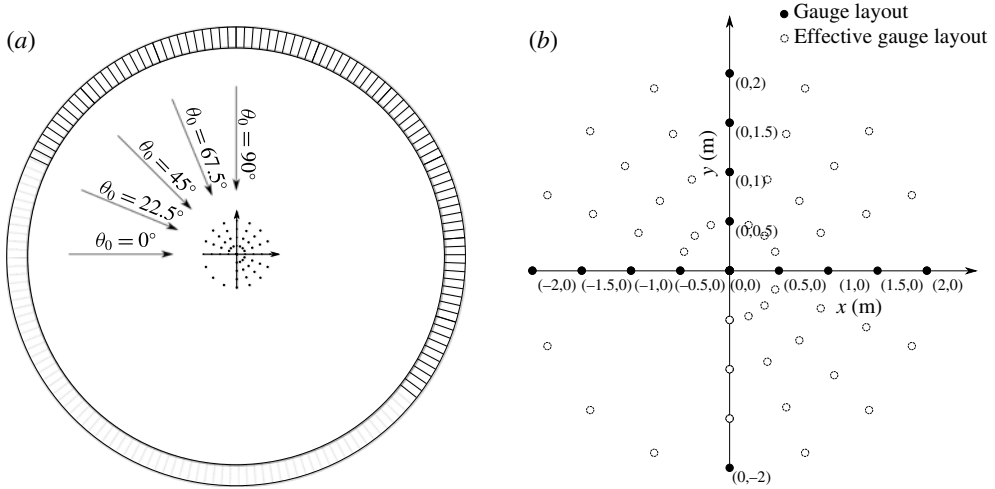 (a)
θ₀ = 90°
θ₀ = 67.5°
θ₀ = 45°
θ₀ = 22.5°
θ₀ = 0°
(b)
Gauge layout
Effective gauge layout
(0,2)
(0,1.5)
y (m)
(0,1)
(0,0.5)
(−2,0) (−1.5,0) (−1,0) (−0.5,0) (0,0) (0.5,0) (1,0) (1.5,0) (2,0)
x (m)
(0,−2)